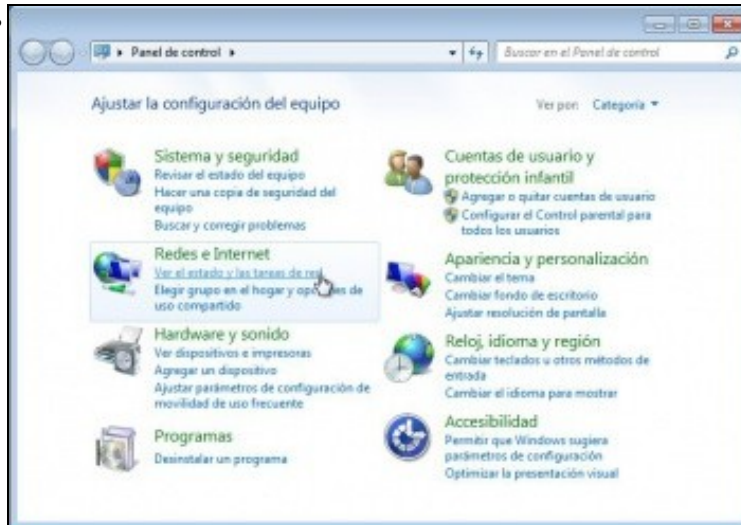 Panel de control
Buscar en el Panel de control
Ajustar la configuración del equipo
Ver por: Categoría
Sistema y seguridad
Revisar el estado del equipo
Hacer una copia de seguridad del
equipo
Buscar y corregir problemas
Redes e Internet
Ver el estado y las tareas de red
Elegir grupo en el hogar y opciones de
uso compartido
Hardware y sonido
Ver dispositivos e impresoras
Agregar un dispositivo
Ajustar parámetros de configuración de
movilidad de uso frecuente
Programas
Desinstalar un programa
Cuentas de usuario y
protección infantil
Agregar o quitar cuentas de usuario
Configurar el Control parental para
todos los usuarios
Apariencia y personalización
Cambiar el tema
Cambiar fondo de escritorio
Ajustar resolución de pantalla
Reloj, idioma y región
Cambiar teclados u otros métodos de
entrada
Cambiar el idioma para mostrar
Accesibilidad
Permitir que Windows sugiera
parámetros de configuración
Optimizar la presentación visual